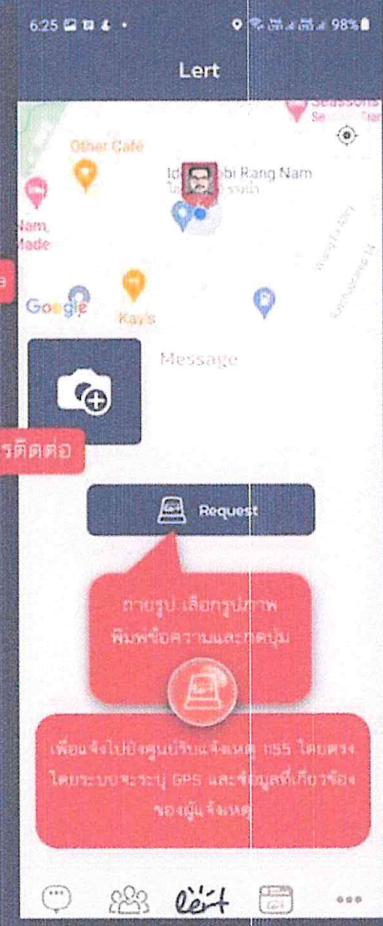 6:25
98%
Lert
Seasons
Other Café
Rang Nam
Nam,
Made
Google
Kay's
Message
รติดต่อ
Request
ถ่ายรูป เลือกรูปภาพ
พิมพ์ข้อความและกดปุ่ม
เพื่อแจ้งไปยังศูนย์รับแจ้งเหตุ 1155 โดยตรง
โดยระบบจะระบุ GPS และข้อมูลที่เกี่ยวข้อง
ของผู้แจ้งเหตุ
lert